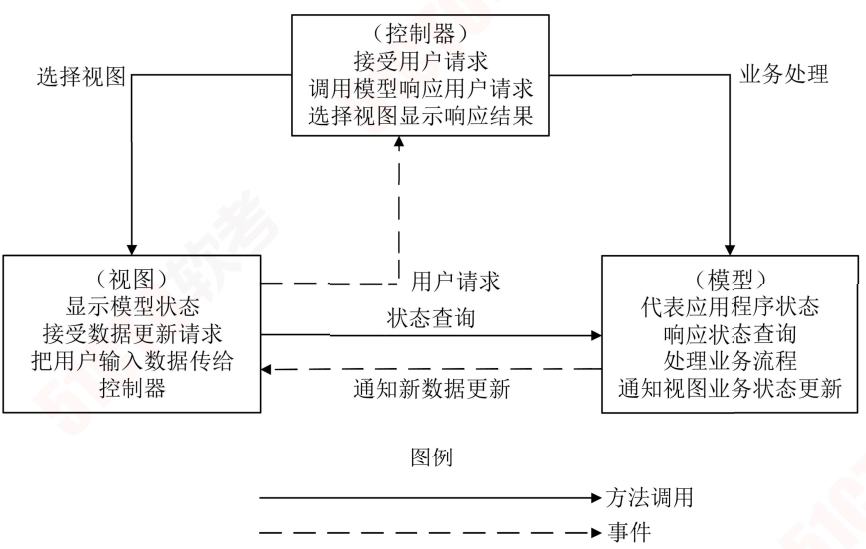 （控制器）
接受用户请求
调用模型响应用户请求
选择视图显示响应结果
选择视图
业务处理
（视图）
显示模型状态
接受数据更新请求
把用户输入数据传给
控制器
用户请求
状态查询
通知新数据更新
（模型）
代表应用程序状态
响应状态查询
处理业务流程
通知视图业务状态更新
图例
方法调用
事件